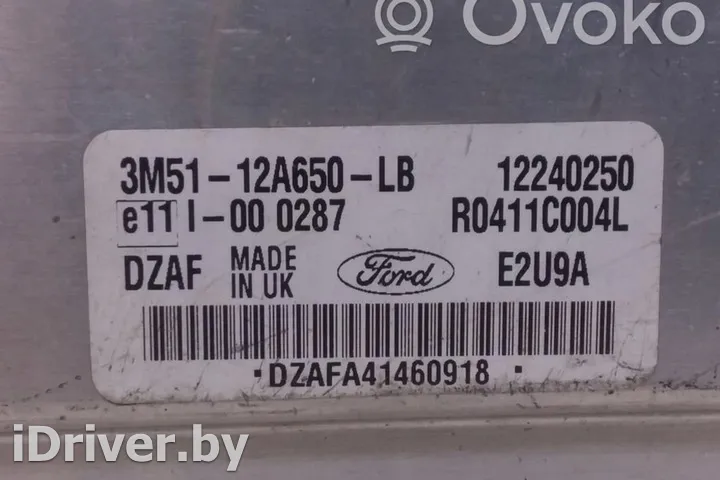 Ovoko
3M51-12A650-LB 12240250
e11 I-00 0287 R0411C004L
DZAF MADE IN UK Ford E2U9A
·DZAFA41460918·
iDriver.by